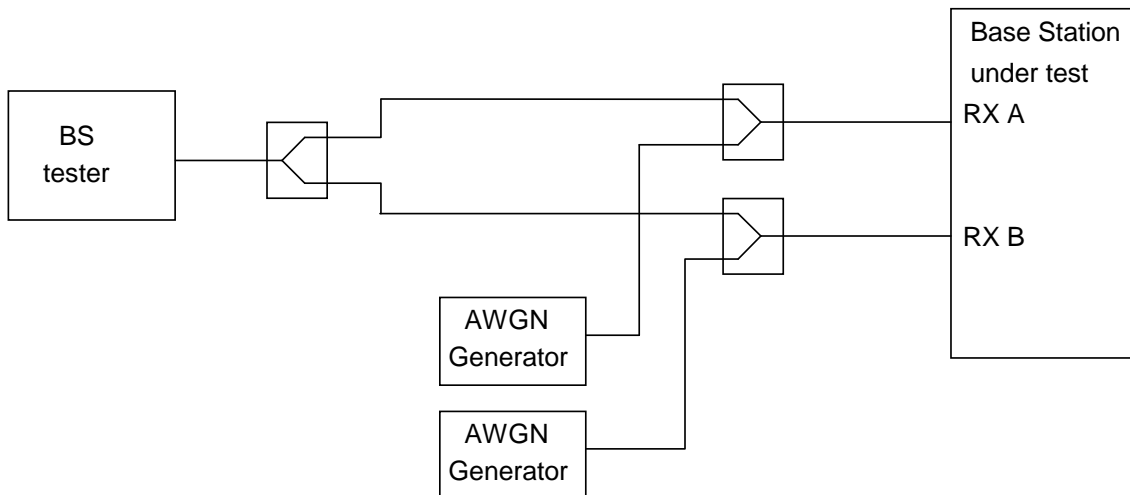 BS
tester
Base Station
under test
RX A
RX B
AWGN
Generator
AWGN
Generator